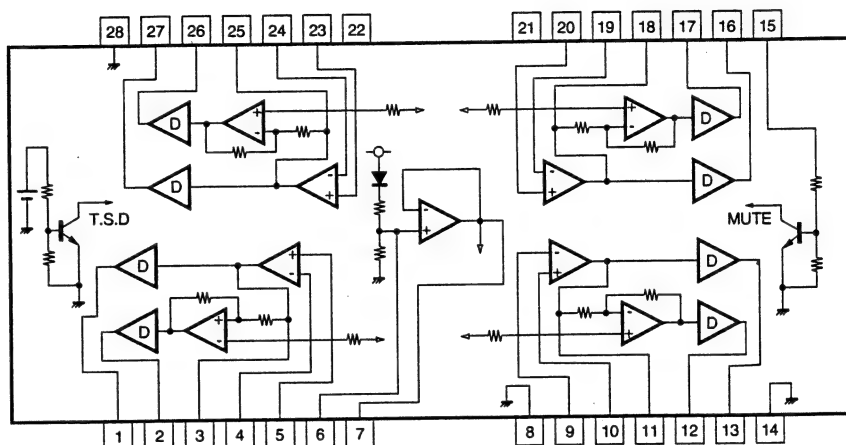 28 27 26 25 24 23 22 21 20 19 18 17 16 15
+ + D - - D
- - D + + - D
T.S.D - + MUTE
D + - - + D
D + - - + D
1 2 3 4 5 6 7 8 9 10 11 12 13 14